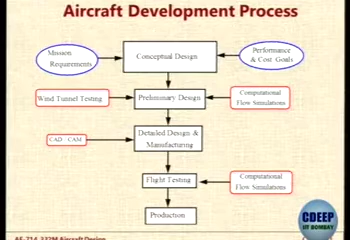 Aircraft Development Process
Mission
Requirements
Conceptual Design
Performance
& Cost Goals
Wind Tunnel Testing
Preliminary Design
Computational
Flow Simulations
CAD CAM
Detailed Design &
Manufacturing
Flight Testing
Computational
Flow Simulations
Production
CDEEP
IIT BOMBAY
AE-714 332M Aircraft Design